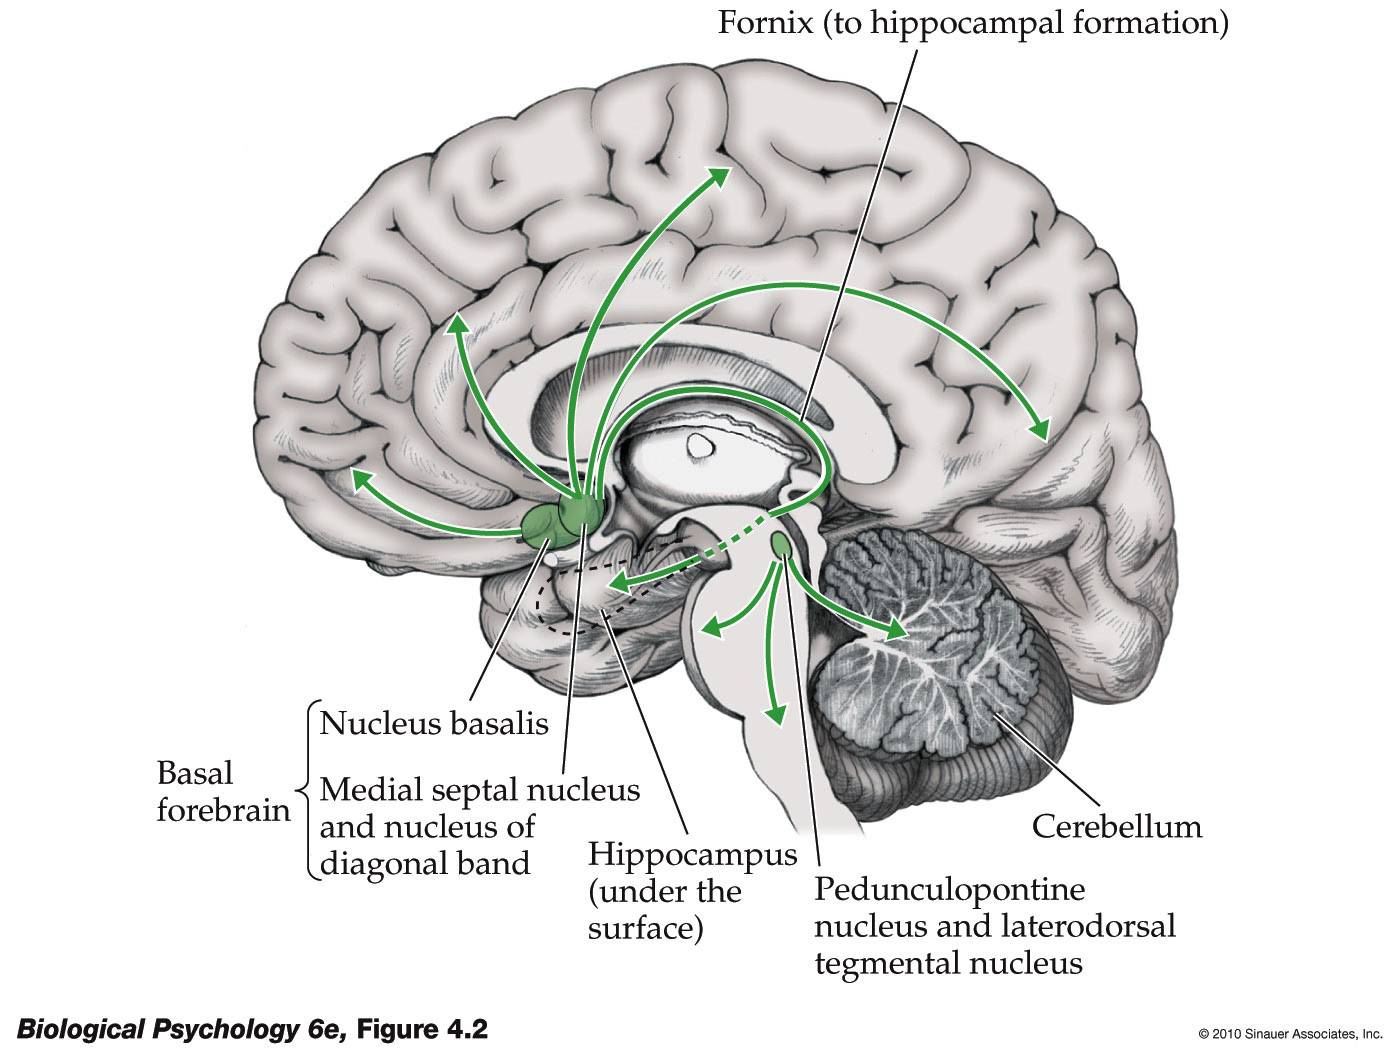 Fornix (to hippocampal formation)
Nucleus basalis
Basal
forebrain
Medial septal nucleus
and nucleus of
diagonal band
Hippocampus
(under the
surface)
Cerebellum
Pedunculopontine
nucleus and laterodorsal
tegmental nucleus
Biological Psychology 6e, Figure 4.2
© 2010 Sinauer Associates, Inc.